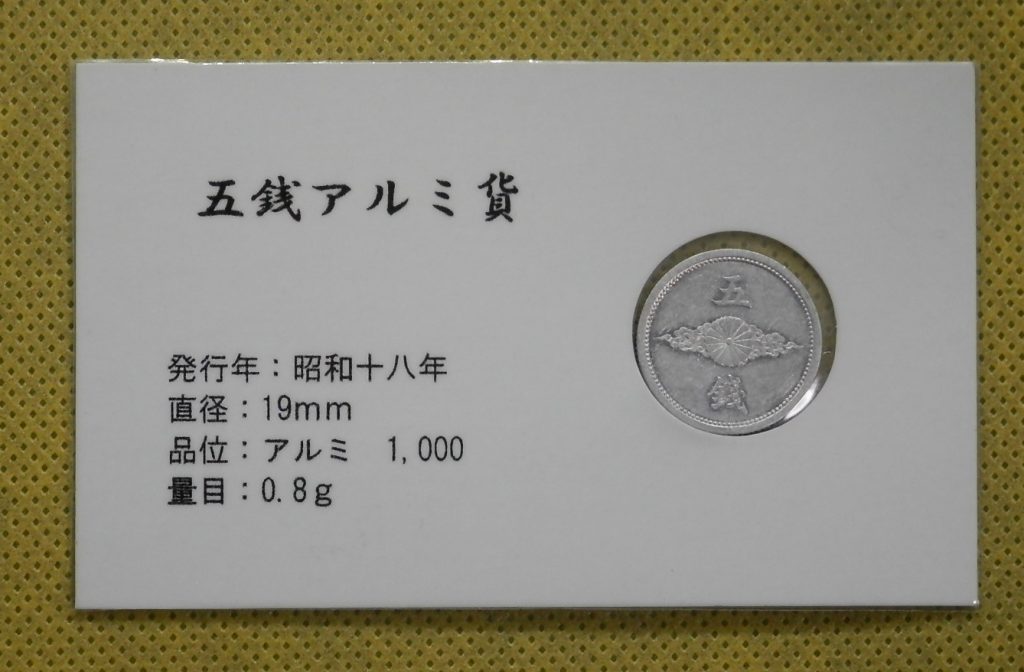 五銭アルミ貨
発行年：昭和十八年
直径：19mm
品位：アルミ　1,000
量目：0.8g
五
銭